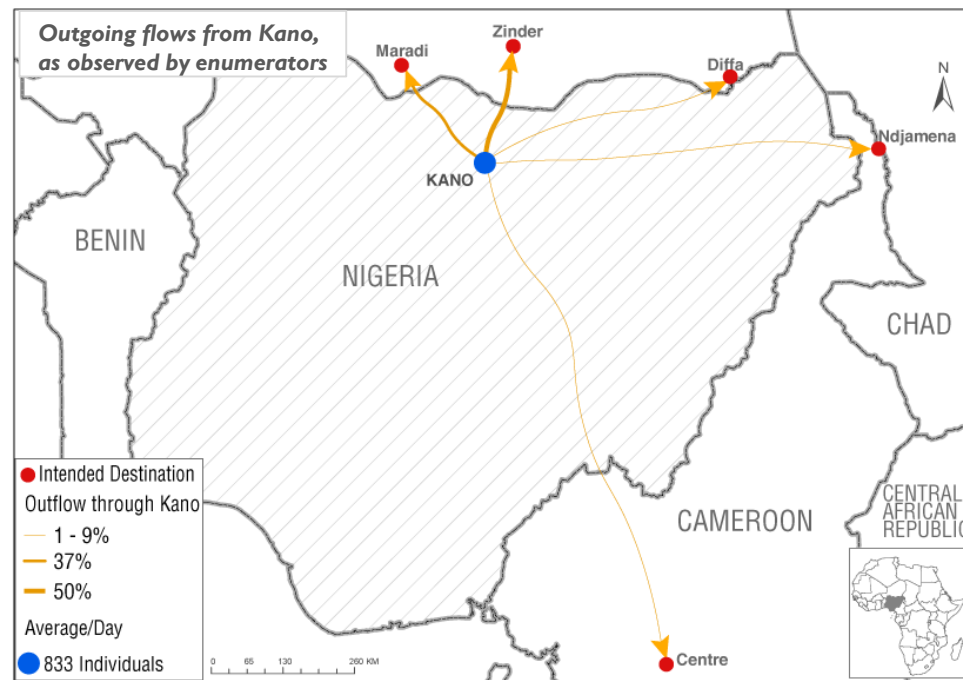 Outgoing flows from Kano,
as observed by enumerators
Maradi
Zinder
Diffa
N
Ndjamena
KANO
BENIN
NIGERIA
CHAD
CAMEROON
CENTRAL
AFRICAN
REPUBLIC
Intended Destination
Outflow through Kano
1 - 9%
37%
50%
Average/Day
833 Individuals
0 65 130 260 KM
Centre